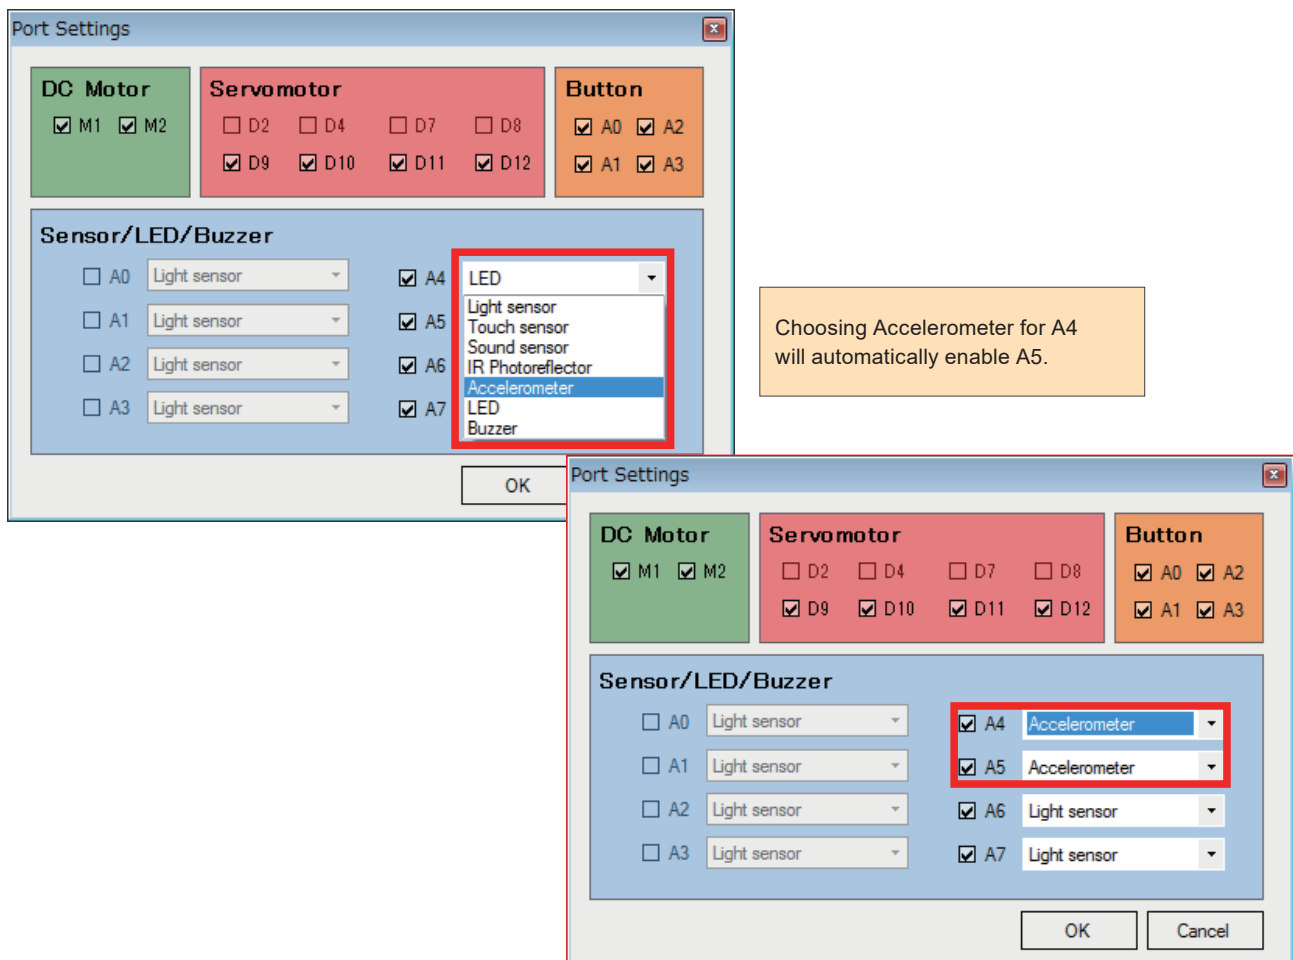 Port Settings
DC Motor
M1 M2
Servomotor
D2 D4 D7 D8
D9 D10 D11 D12
Button
A0 A2
A1 A3
Sensor/LED/Buzzer
A0 Light sensor
A1 Light sensor
A2 Light sensor
A3 Light sensor
A4 LED
A5
A6
A7
Light sensor
Touch sensor
Sound sensor
IR Photoreflector
Accelerometer
LED
Buzzer
OK
Choosing Accelerometer for A4
will automatically enable A5.
Port Settings
DC Motor
M1 M2
Servomotor
D2 D4 D7 D8
D9 D10 D11 D12
Button
A0 A2
A1 A3
Sensor/LED/Buzzer
A0 Light sensor
A1 Light sensor
A2 Light sensor
A3 Light sensor
A4 Accelerometer
A5 Accelerometer
A6 Light sensor
A7 Light sensor
OK Cancel